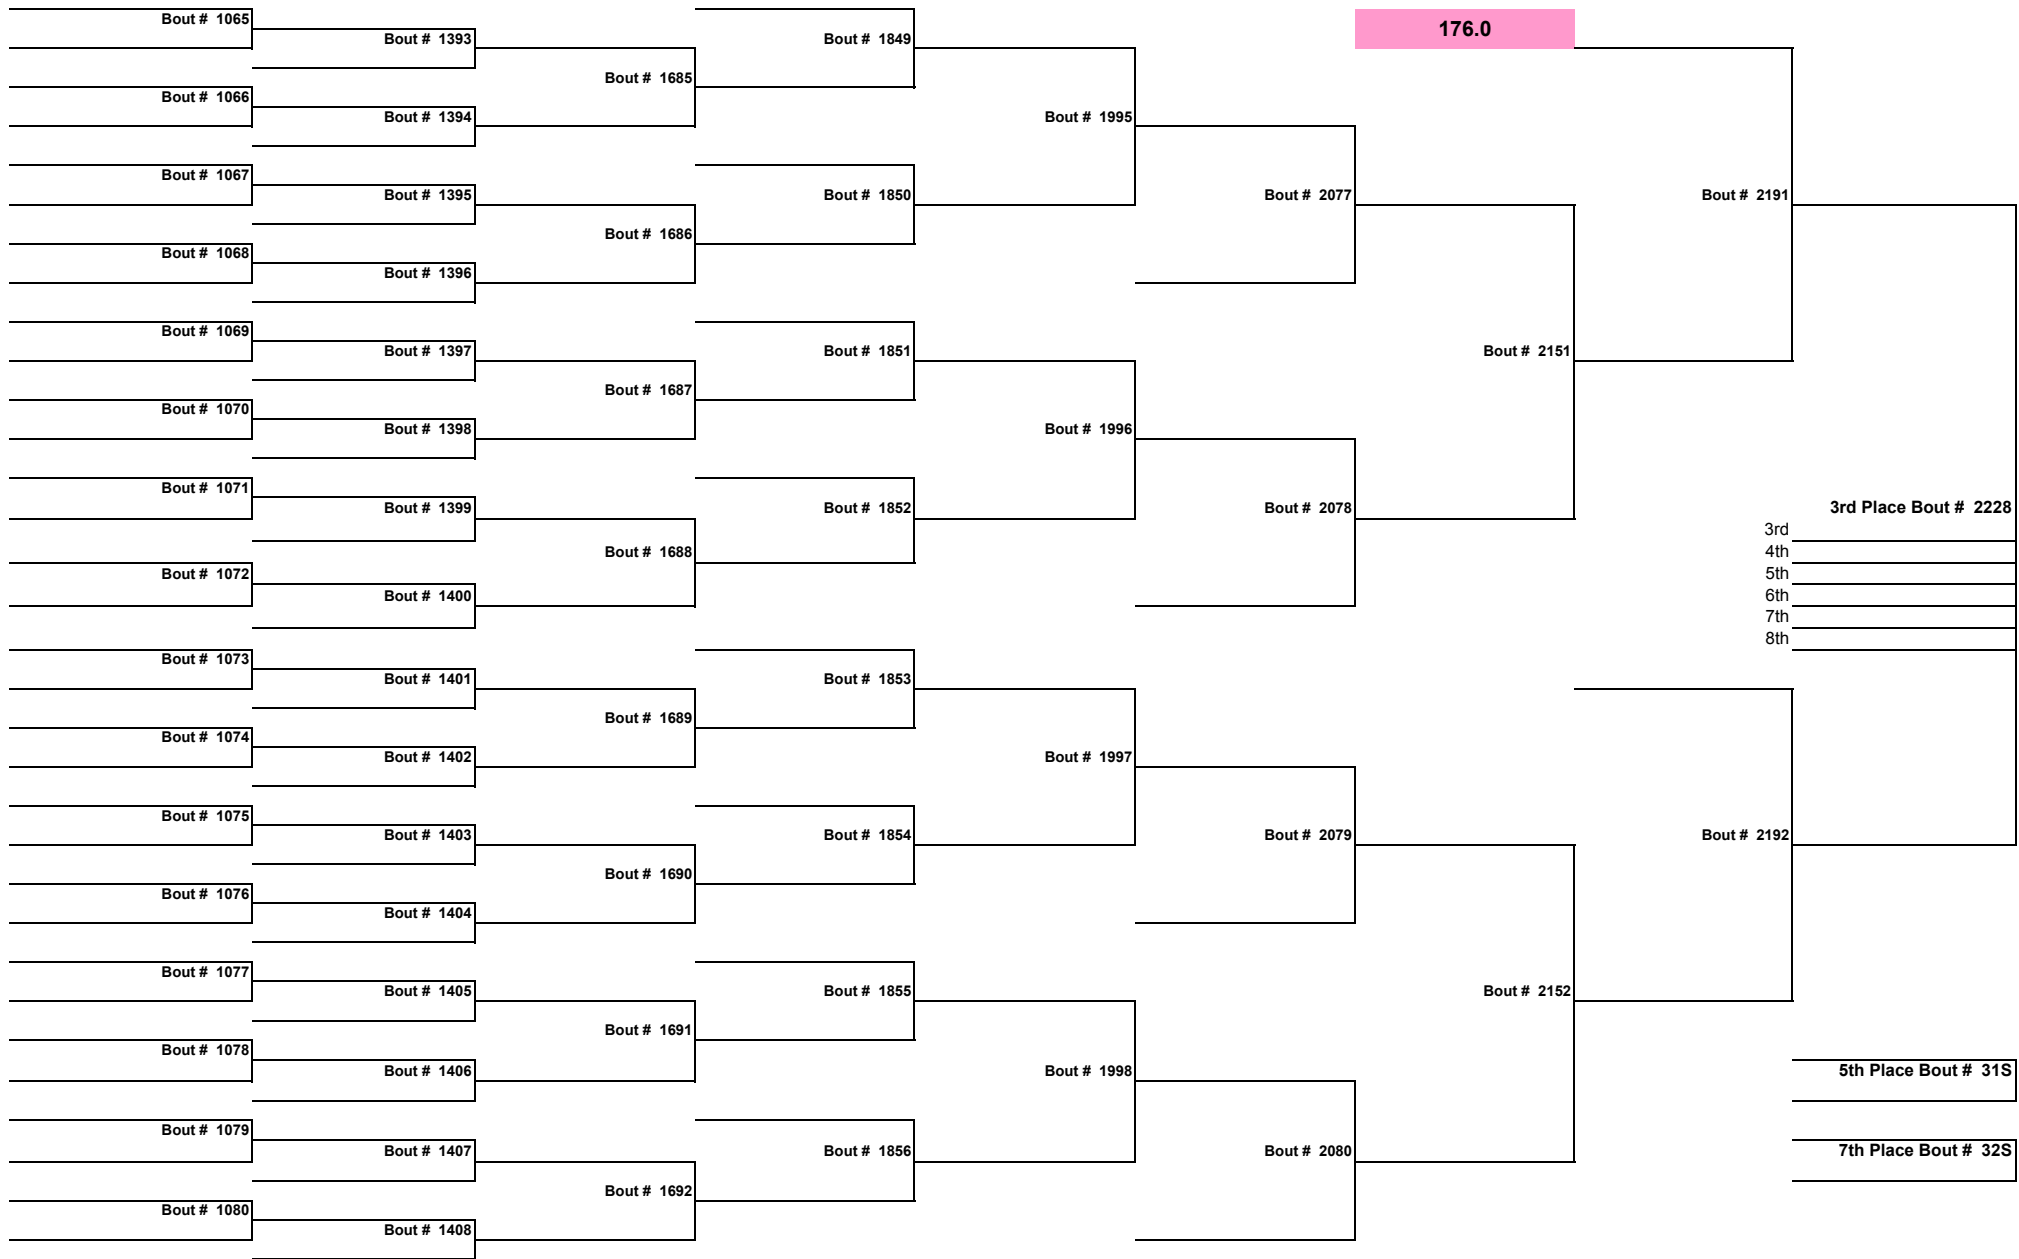 Bout # 1065
Bout # 1393
Bout # 1849
176.0
Bout # 1685
Bout # 1066
Bout # 1394
Bout # 1995
Bout # 1067
Bout # 1395
Bout # 1850
Bout # 2077
Bout # 2191
Bout # 1686
Bout # 1068
Bout # 1396
Bout # 1069
Bout # 1397
Bout # 1851
Bout # 2151
Bout # 1687
Bout # 1070
Bout # 1398
Bout # 1996
Bout # 1071
Bout # 1399
Bout # 1852
Bout # 2078
3rd Place Bout # 2228
3rd
4th
5th
6th
7th
8th
Bout # 1688
Bout # 1072
Bout # 1400
Bout # 1073
Bout # 1401
Bout # 1853
Bout # 1689
Bout # 1074
Bout # 1402
Bout # 1997
Bout # 1075
Bout # 1403
Bout # 1854
Bout # 2079
Bout # 2192
Bout # 1690
Bout # 1076
Bout # 1404
Bout # 1077
Bout # 1405
Bout # 1855
Bout # 2152
Bout # 1691
Bout # 1078
Bout # 1406
Bout # 1998
5th Place Bout # 31S
Bout # 1079
Bout # 1407
Bout # 1856
Bout # 2080
7th Place Bout # 32S
Bout # 1692
Bout # 1080
Bout # 1408